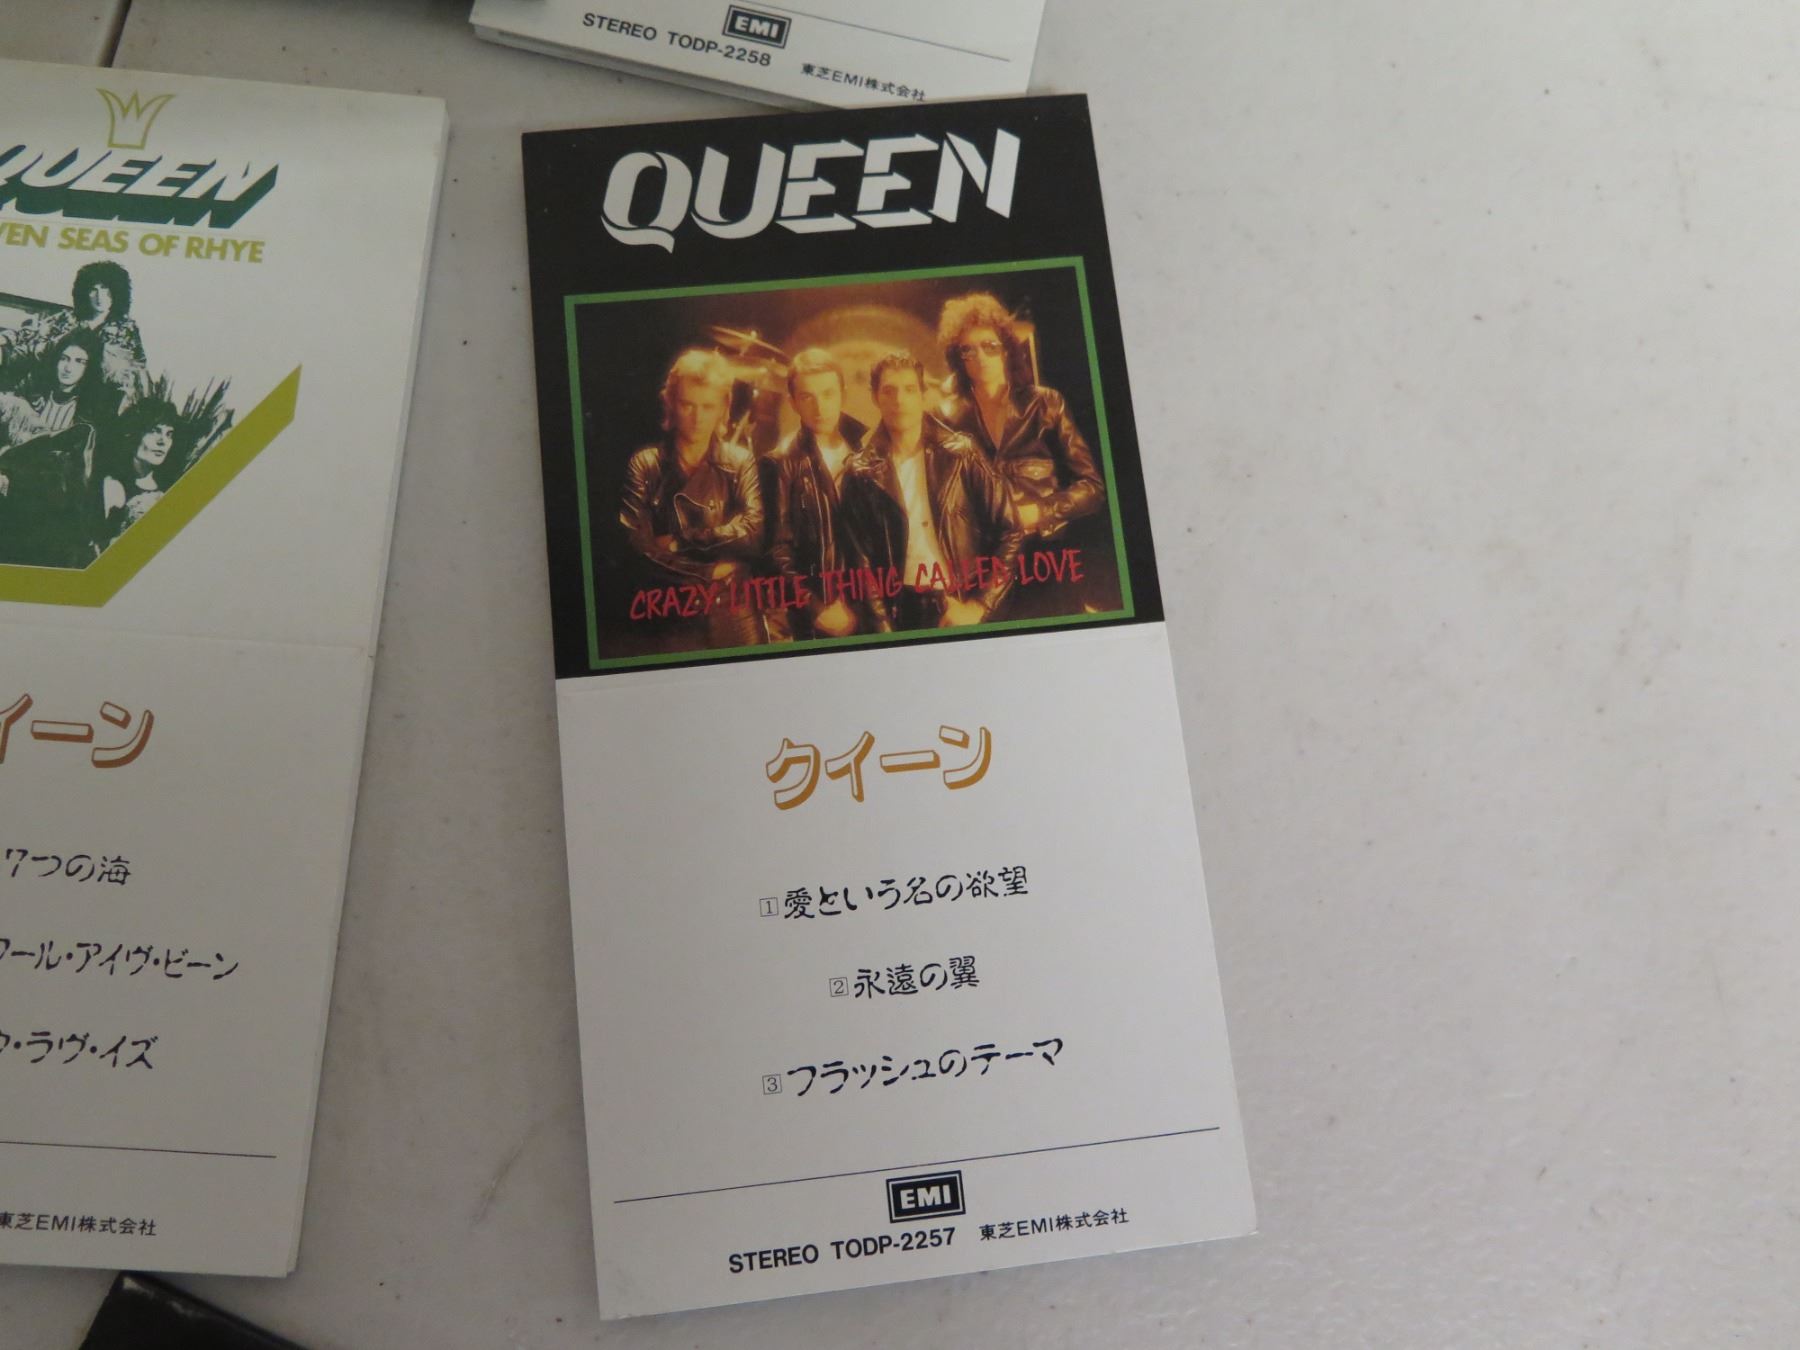 EMI
STEREO TODP-2258 東芝EMI株式会社
QUEEN
SEAS OF RHYE
イーン
7つの海
ール・アイヴ・ビーン
・ラヴ・イズ
東芝EMI株式会社
QUEEN
CRAZY LITTLE THING CALLED LOVE
クイーン
1 愛という名の欲望
2 永遠の翼
3 フラッシュのテーマ
EMI
STEREO TODP-2257 東芝EMI株式会社